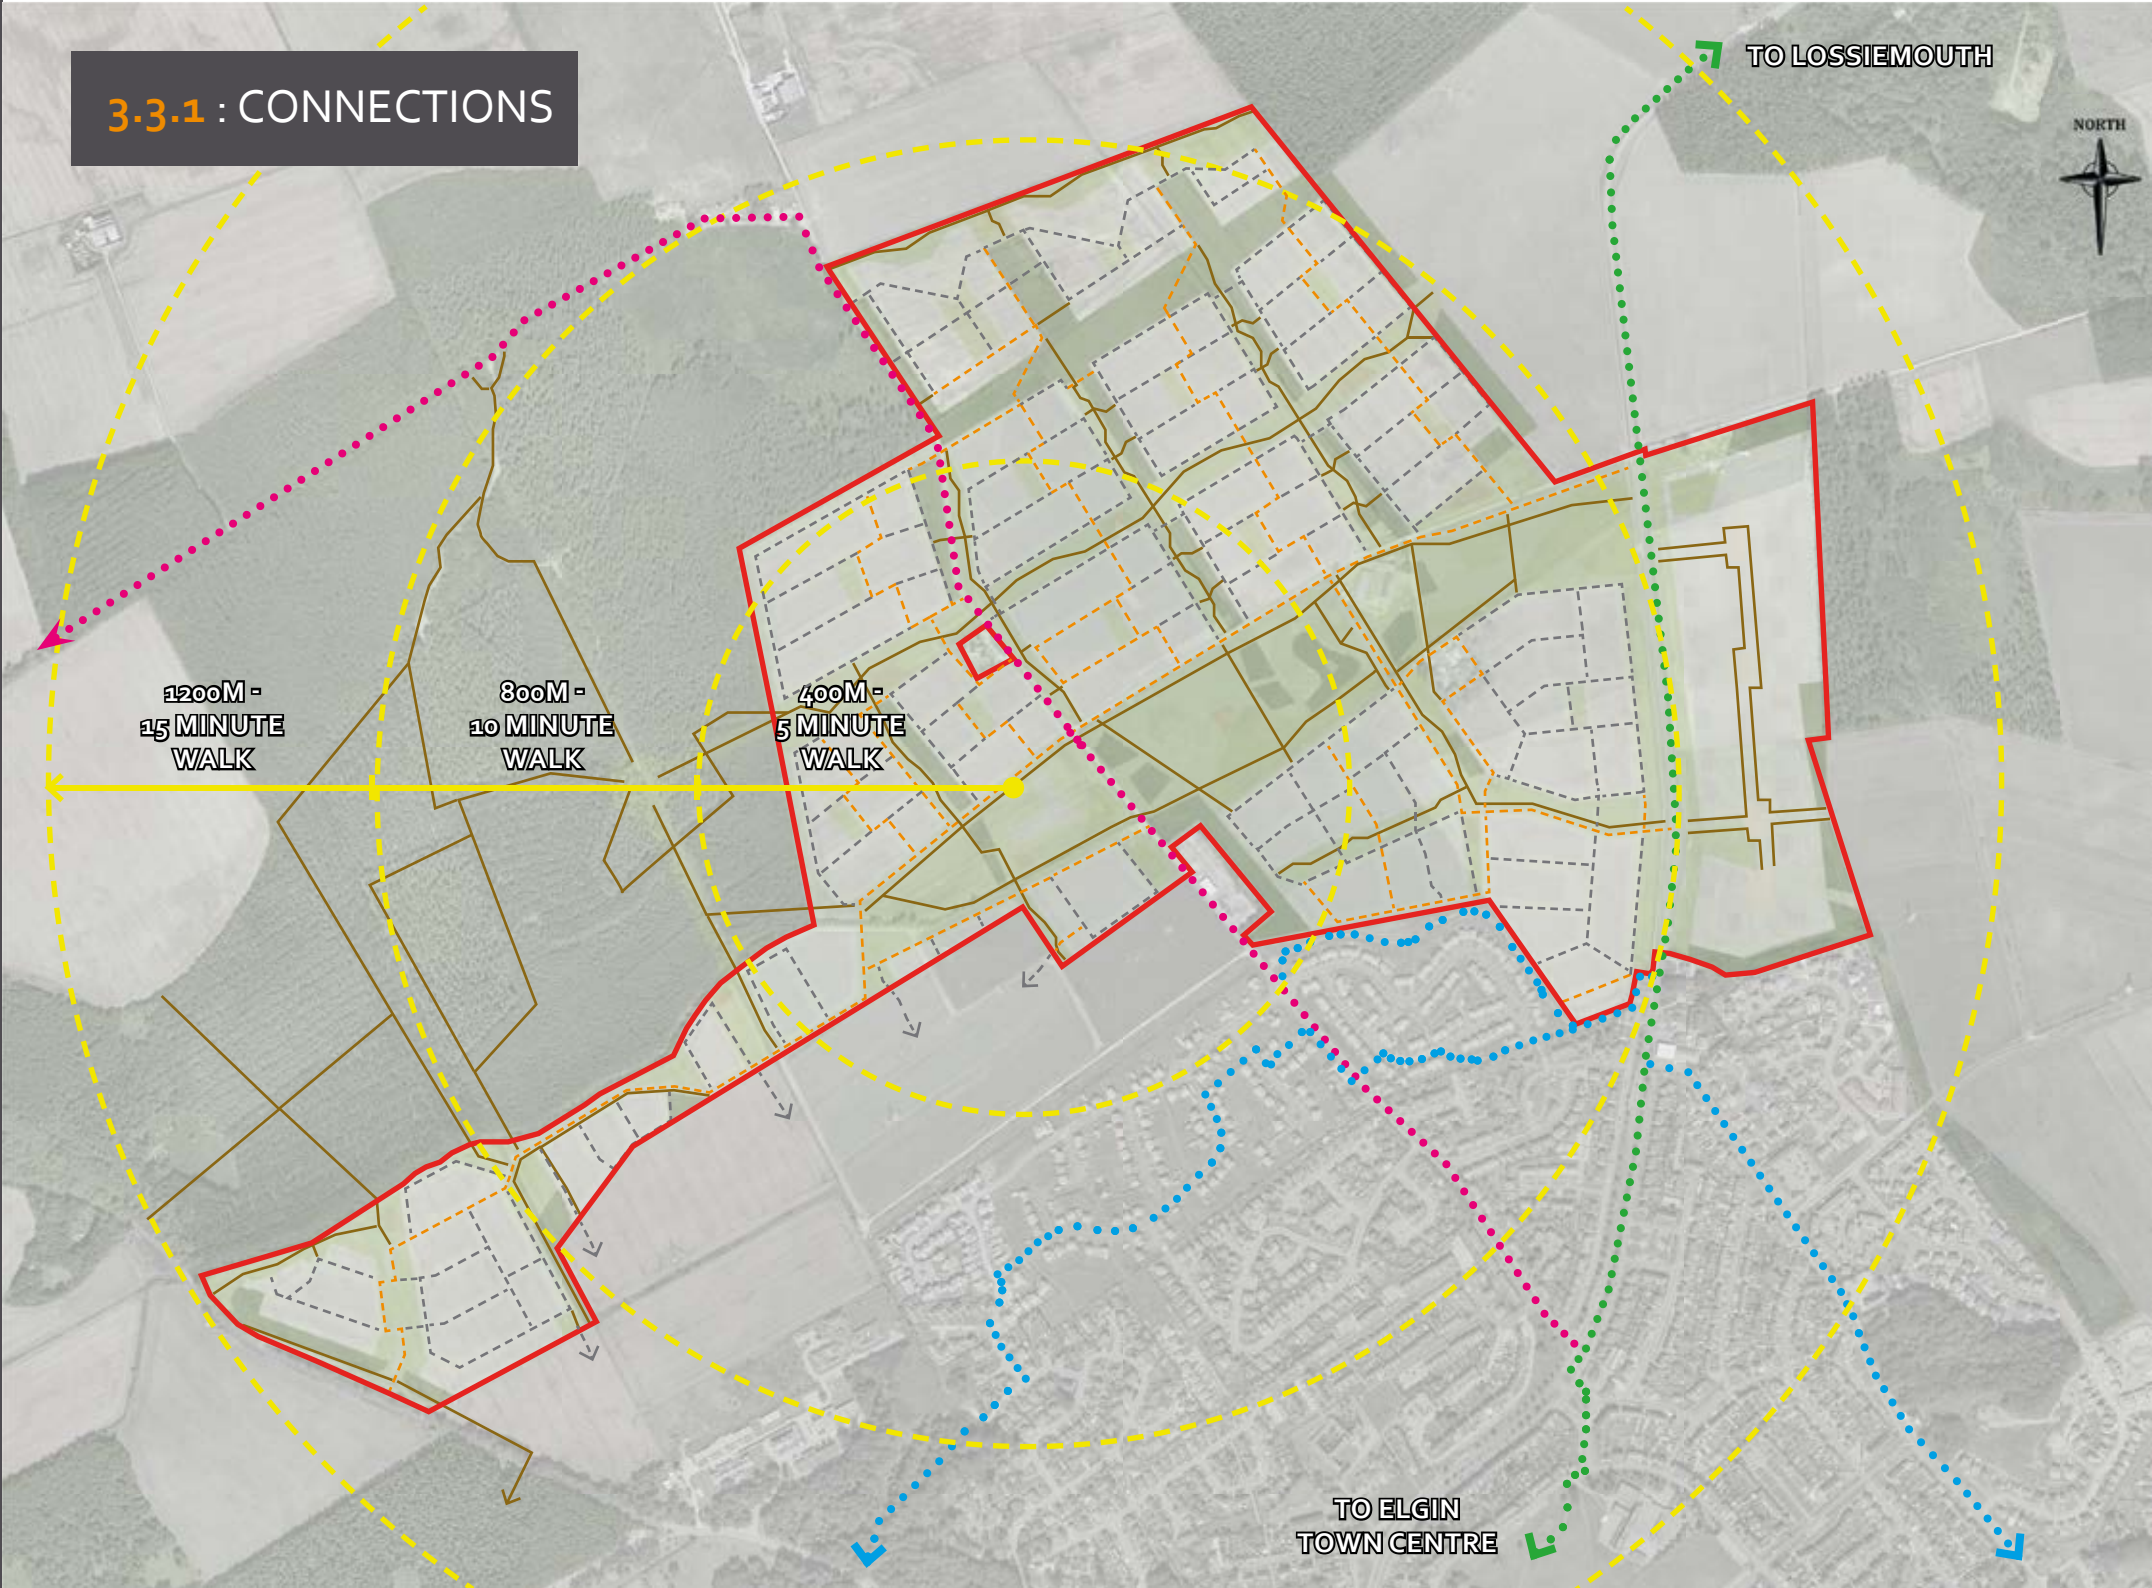 3.3.1 : CONNECTIONS
TO LOSSIEMOUTH
NORTH
1200M -
15 MINUTE
WALK
800M -
10 MINUTE
WALK
400M -
5 MINUTE
WALK
TO ELGIN
TOWN CENTRE